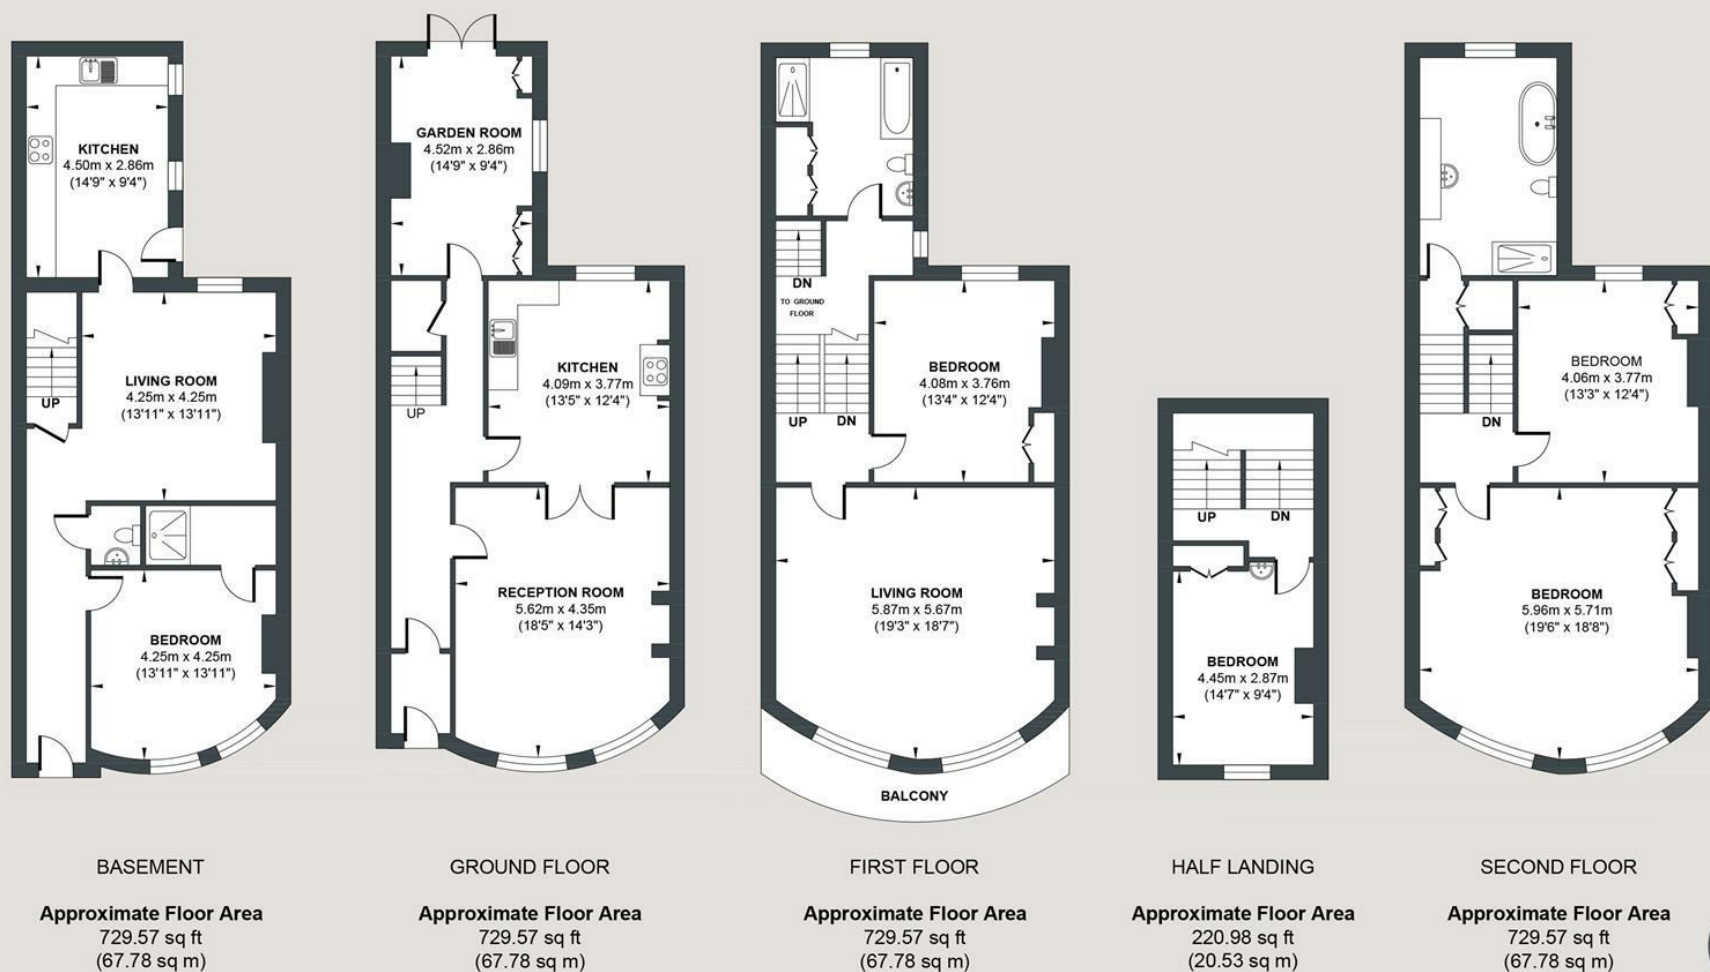 KITCHEN
4.50m x 2.86m
(14'9" x 9'4")
LIVING ROOM
4.25m x 4.25m
(13'11" x 13'11")
UP
BEDROOM
4.25m x 4.25m
(13'11" x 13'11")
BASEMENT
Approximate Floor Area
729.57 sq ft
(67.78 sq m)
GARDEN ROOM
4.52m x 2.86m
(14'9" x 9'4")
KITCHEN
4.09m x 3.77m
(13'5" x 12'4")
UP
RECEPTION ROOM
5.62m x 4.35m
(18'5" x 14'3")
GROUND FLOOR
Approximate Floor Area
729.57 sq ft
(67.78 sq m)
DN
TO GROUND
FLOOR
BEDROOM
4.08m x 3.76m
(13'4" x 12'4")
UP
DN
LIVING ROOM
5.87m x 5.67m
(19'3" x 18'7")
BALCONY
FIRST FLOOR
Approximate Floor Area
729.57 sq ft
(67.78 sq m)
UP
DN
BEDROOM
4.45m x 2.87m
(14'7" x 9'4")
HALF LANDING
Approximate Floor Area
220.98 sq ft
(20.53 sq m)
BEDROOM
4.06m x 3.77m
(13'3" x 12'4")
DN
BEDROOM
5.96m x 5.71m
(19'6" x 18'8")
SECOND FLOOR
Approximate Floor Area
729.57 sq ft
(67.78 sq m)